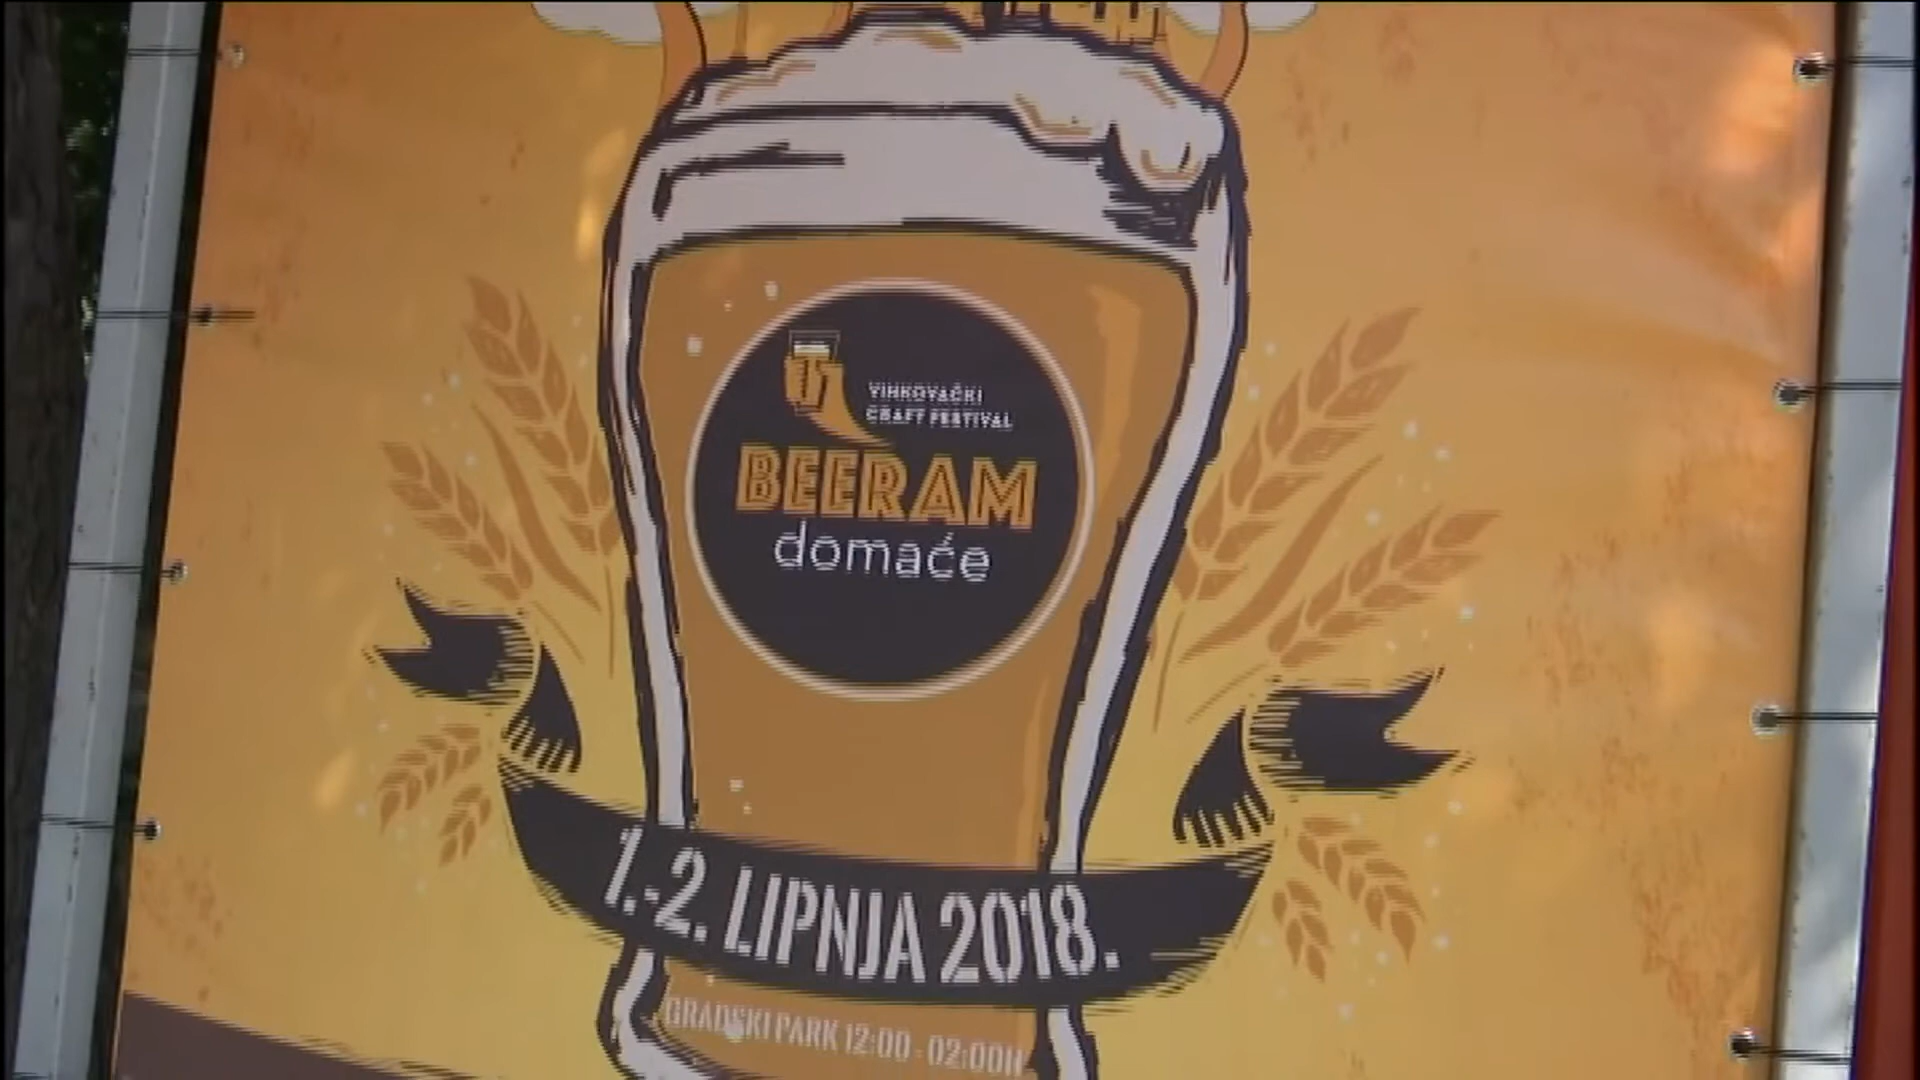 VINKOVAČKI
CRAFT FESTIVAL
BEERAM
domaće
1.-2. LIPNJA 2018.
GRADSKI PARK 12:00 - 02:00H